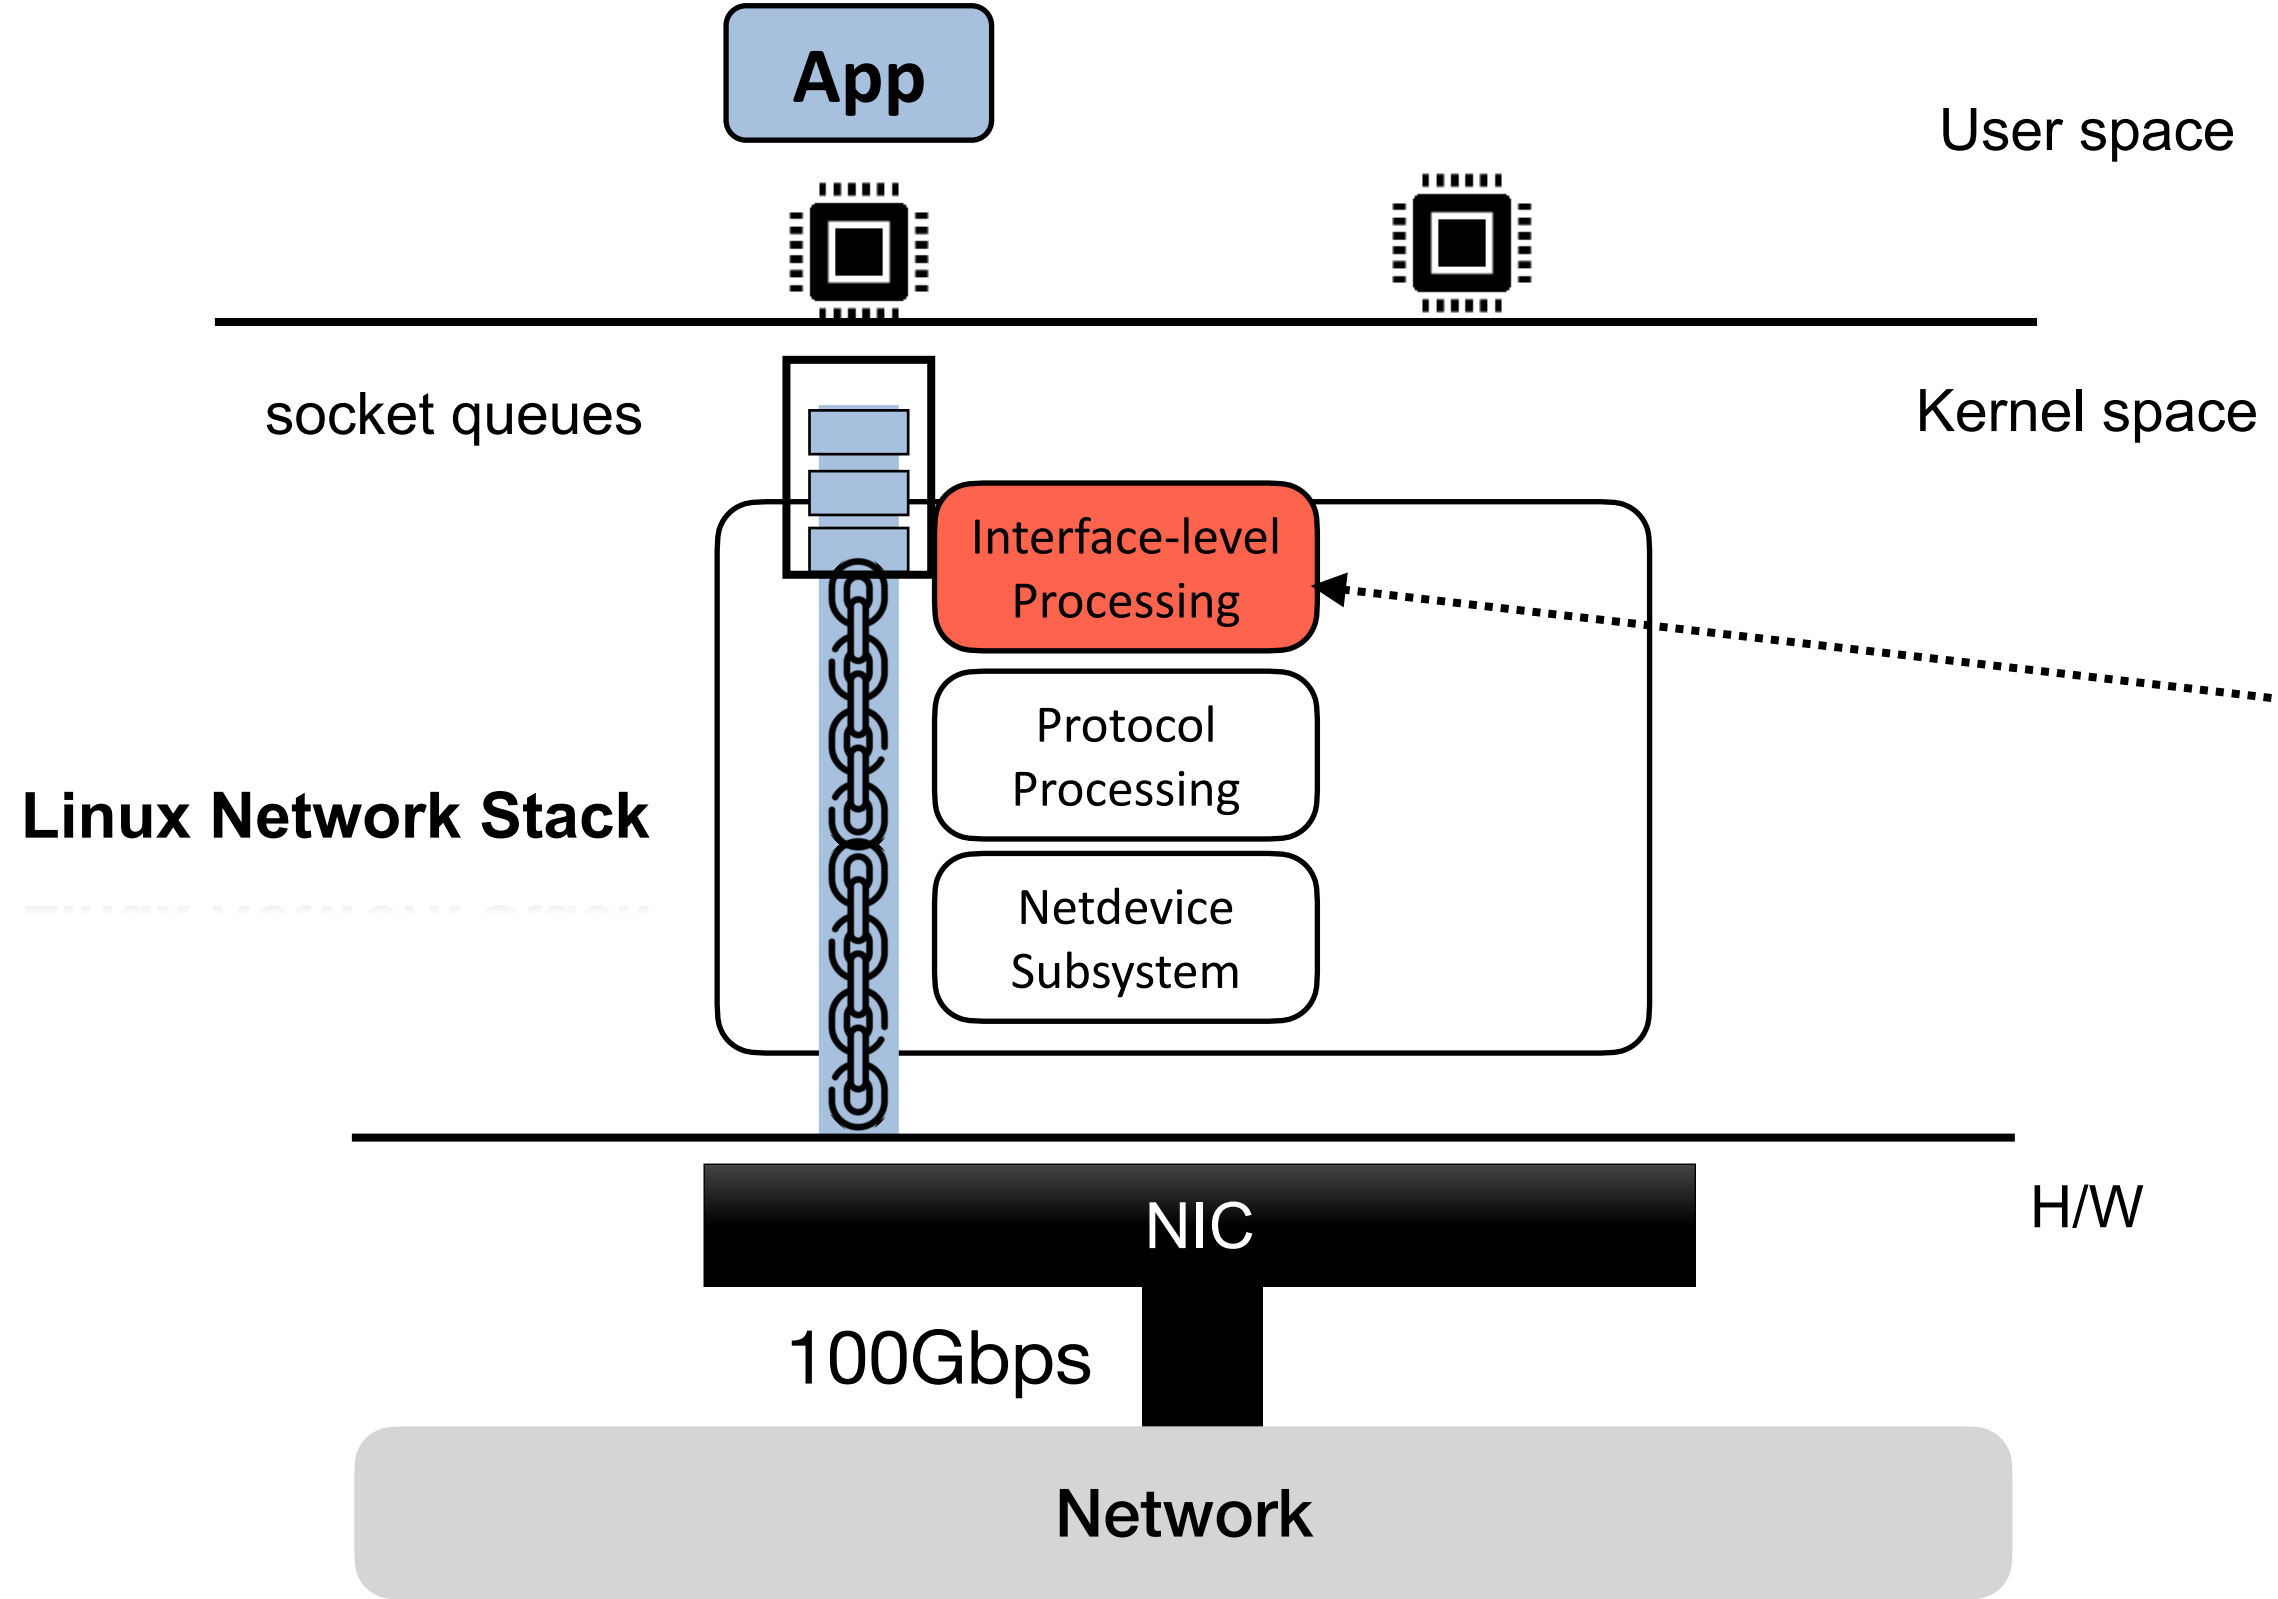 App
User space
socket queues
Kernel space
Interface-level
Processing
Protocol
Processing
Linux Network Stack
Netdevice
Subsystem
NIC
H/W
100Gbps
Network